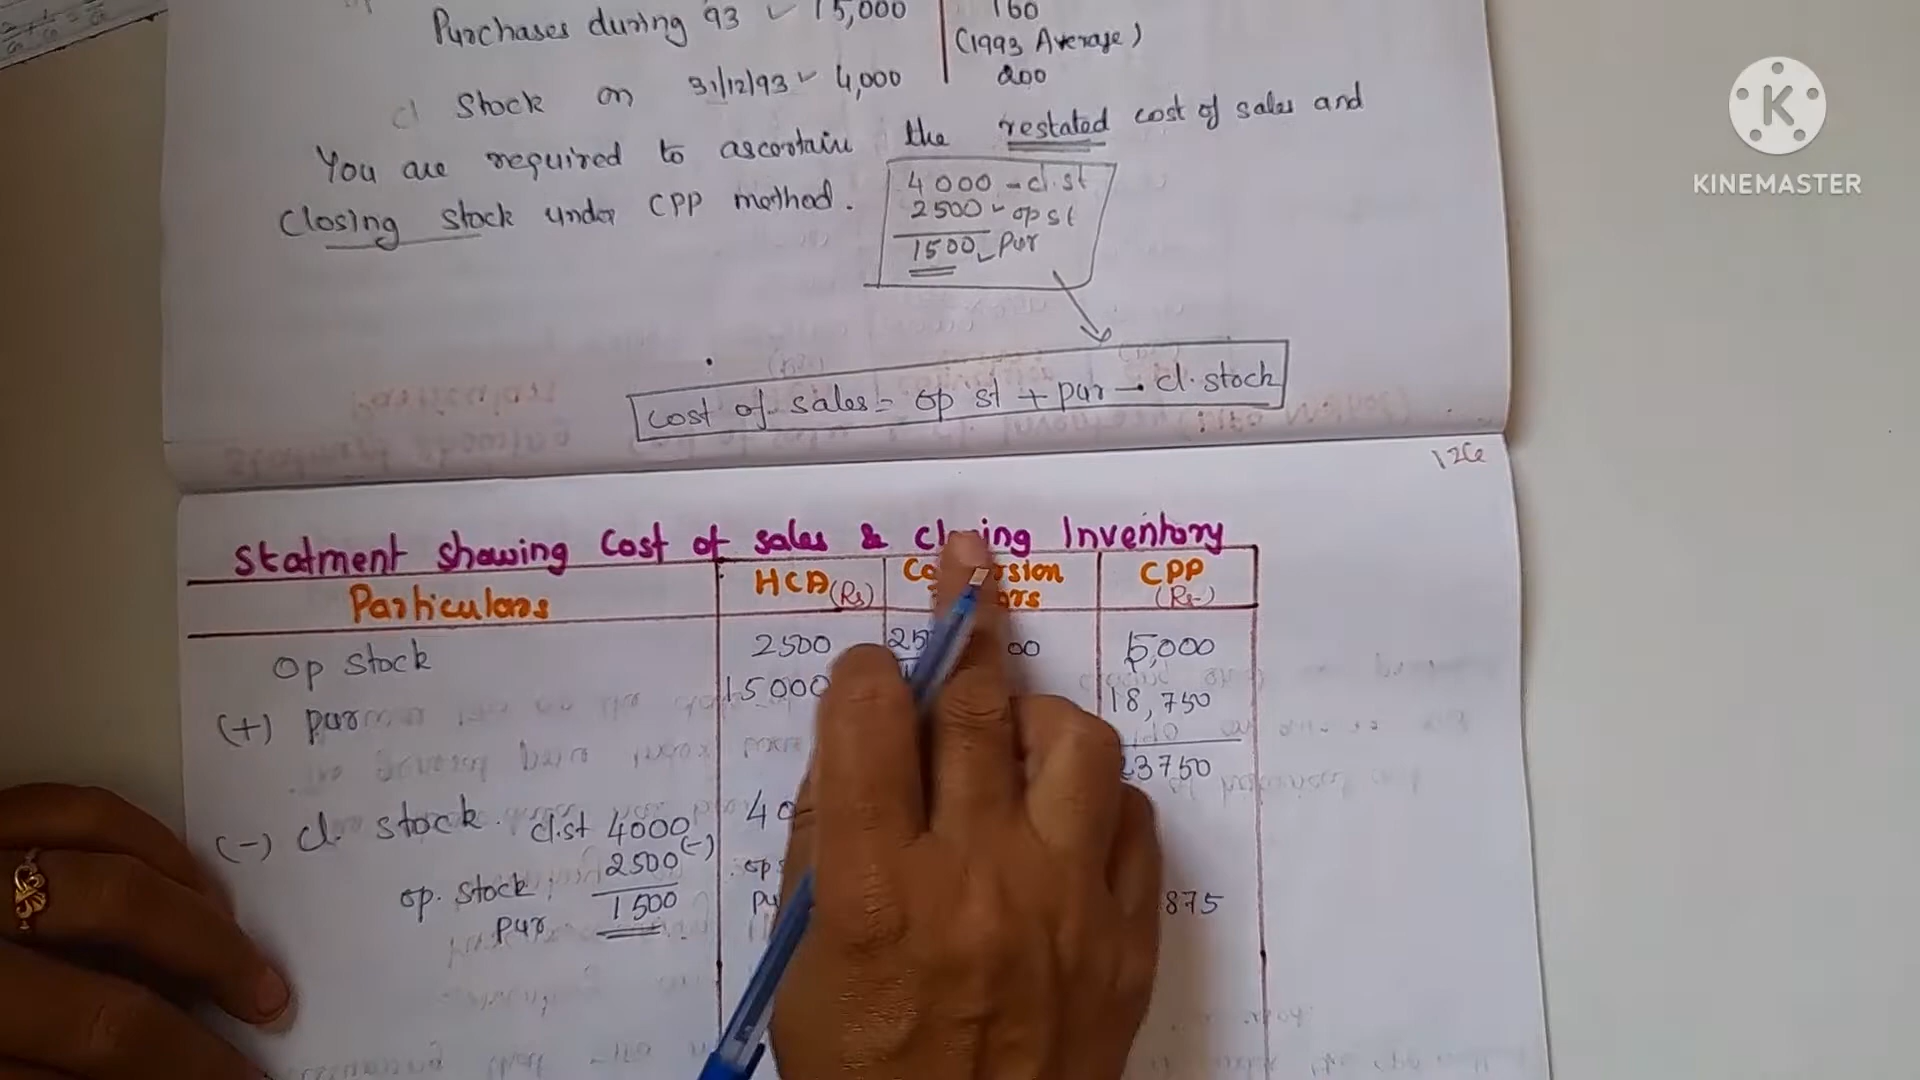 Purchases during 93 15,000 160
(1993 Average)
cl stock on 31/12/93 4,000 200
You are required to ascertain the restated cost of sales and
closing stock under CPP method.
4000 - cl.st
2500 - op st
1500 - pur
cost of sales = op st + pur - cl. stock
126
Statment showing Cost of sales & closing Inventory
Particulars HCA (Rs) CPP (Rs)
Op stock 2500 5,000
(+) pur 15000 18,750
23750
(-) cl. stock. cl.st 4000
op. stock 2500 (-)
pur 1500
875
KINEMASTER